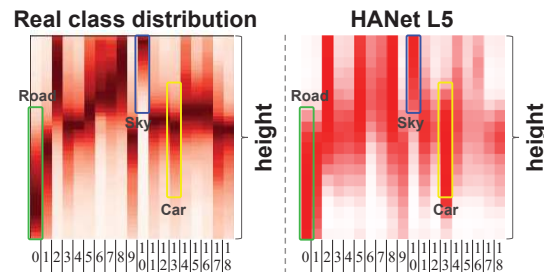 Real class distribution
HANet L5
Road
Sky
Car
height
0 1 2 3 4 5 6 7 8 9 10 11 12 13 14 15 16 17 18
Road
Sky
Car
height
0 1 2 3 4 5 6 7 8 9 10 11 12 13 14 15 16 17 18